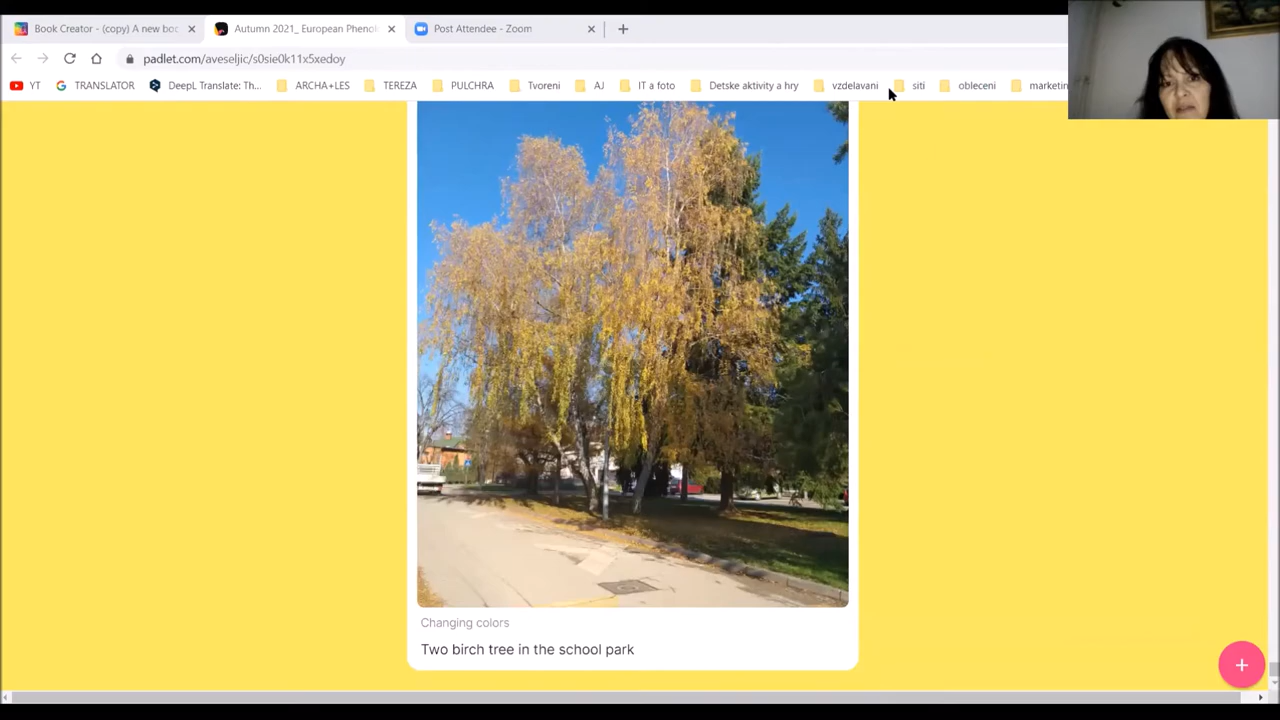 Book Creator - (copy) A new boo
Autumn 2021_ European Phenol
Post Attendee - Zoom
padlet.com/aveseljic/s0sie0k11x5xedoy
YT
TRANSLATOR
DeepL Translate: Th...
ARCHA+LES
TEREZA
PULCHRA
Tvoreni
AJ
IT a foto
Detske aktivity a hry
vzdelavani
siti
obleceni
marketin
Changing colors
Two birch tree in the school park